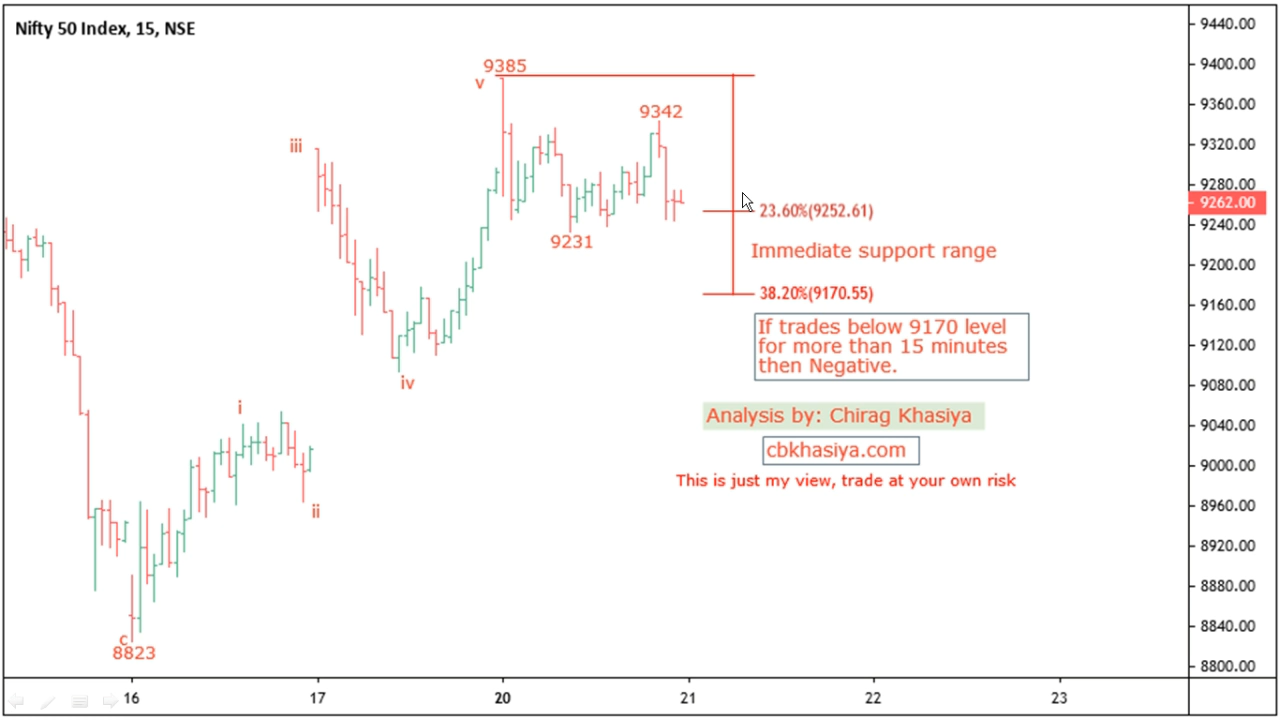 Nifty 50 Index, 15, NSE
9440.00
9400.00
9360.00
9320.00
9280.00
9262.00
9240.00
9200.00
9160.00
9120.00
9080.00
9040.00
9000.00
8960.00
8920.00
8880.00
8840.00
8800.00
9385
v
9342
iii
23.60%(9252.61)
9231
Immediate support range
38.20%(9170.55)
If trades below 9170 level
for more than 15 minutes
then Negative.
iv
i
Analysis by: Chirag Khasiya
cbkhasiya.com
This is just my view, trade at your own risk
ii
c
8823
16 17 20 21 22 23